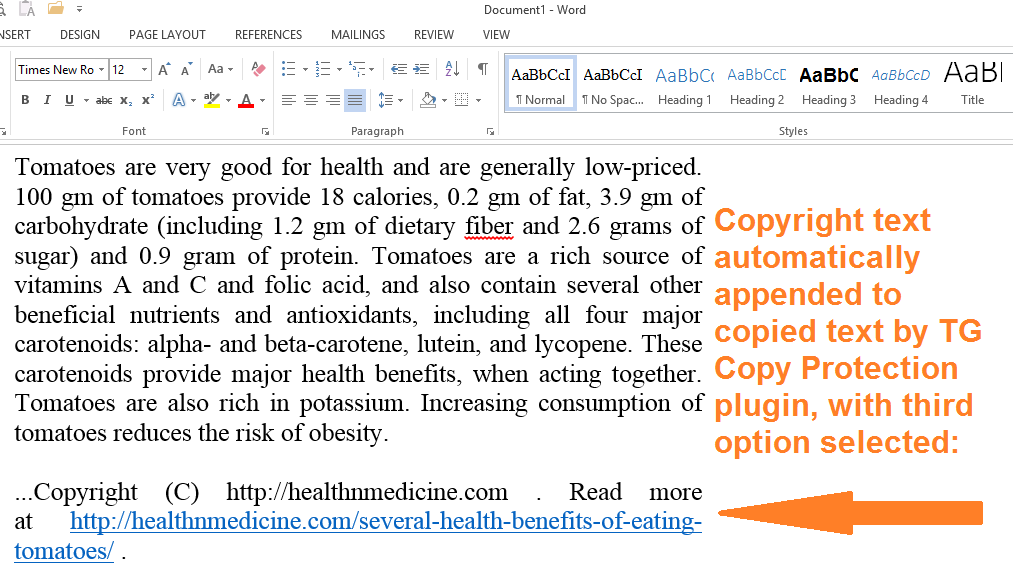 Document1 - Word
NSERT DESIGN PAGE LAYOUT REFERENCES MAILINGS REVIEW VIEW
Times New Ro 12 Aa
AaBbCcI AaBbCcI AaBbCc AaBbCcE AaBbC AaBbCcD AaBl
B I U abc x₂ x² A ab A
¶ Normal ¶ No Spac... Heading 1 Heading 2 Heading 3 Heading 4 Title
Font Paragraph Styles
Tomatoes are very good for health and are generally low-priced.
100 gm of tomatoes provide 18 calories, 0.2 gm of fat, 3.9 gm of
carbohydrate (including 1.2 gm of dietary fiber and 2.6 grams of
sugar) and 0.9 gram of protein. Tomatoes are a rich source of
vitamins A and C and folic acid, and also contain several other
beneficial nutrients and antioxidants, including all four major
carotenoids: alpha- and beta-carotene, lutein, and lycopene. These
carotenoids provide major health benefits, when acting together.
Tomatoes are also rich in potassium. Increasing consumption of
tomatoes reduces the risk of obesity.
...Copyright (C) http://healthnmedicine.com . Read more
at http://healthnmedicine.com/several-health-benefits-of-eating-
tomatoes/ .
Copyright text
automatically
appended to
copied text by TG
Copy Protection
plugin, with third
option selected: